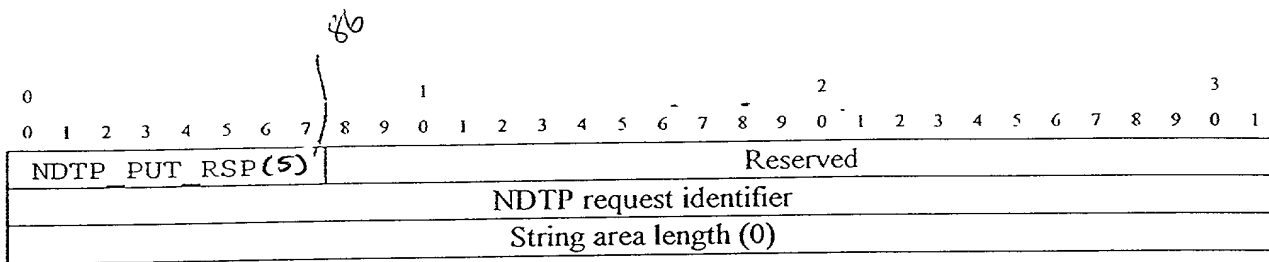 86
0 1 2 3
0 1 2 3 4 5 6 7 8 9 0 1 2 3 4 5 6 7 8 9 0 1 2 3 4 5 6 7 8 9 0 1
NDTP_PUT_RSP(5) Reserved
NDTP request identifier
String area length (0)